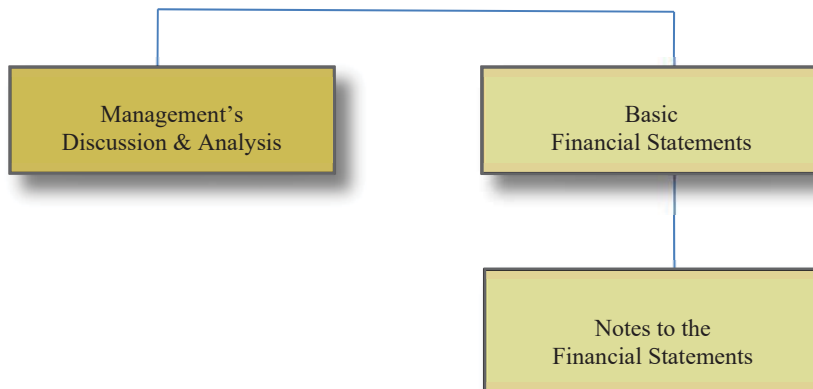 Management’s
Discussion & Analysis
Basic
Financial Statements
Notes to the
Financial Statements